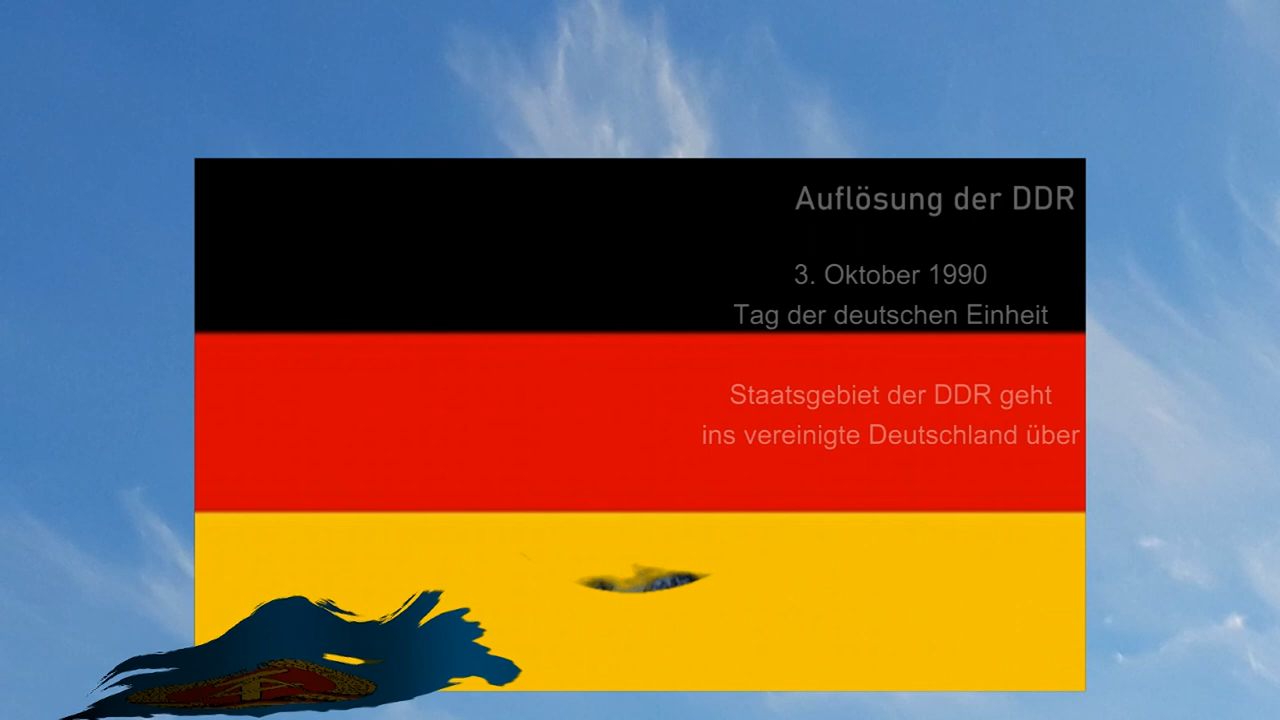 Auflösung der DDR
3. Oktober 1990
Tag der deutschen Einheit
Staatsgebiet der DDR geht
ins vereinigte Deutschland über